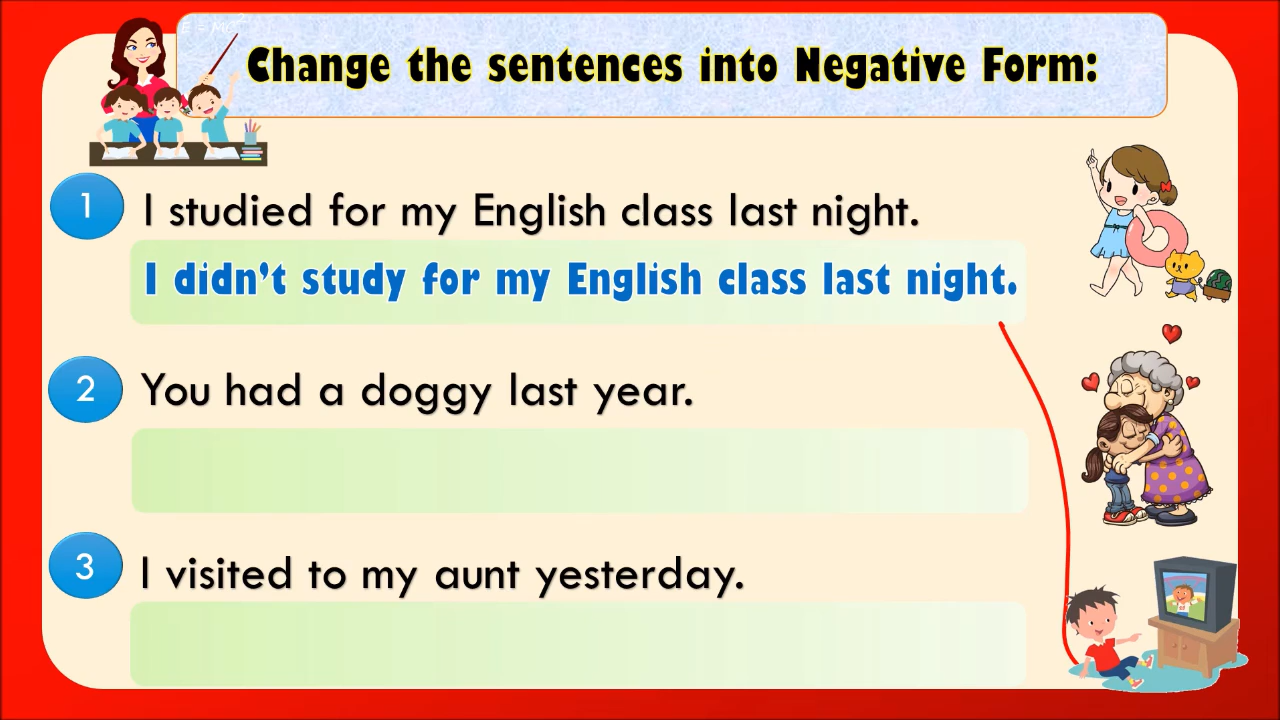 E = MC²
Change the sentences into Negative Form:
1 I studied for my English class last night.
I didn't study for my English class last night.
2 You had a doggy last year.
3 I visited to my aunt yesterday.